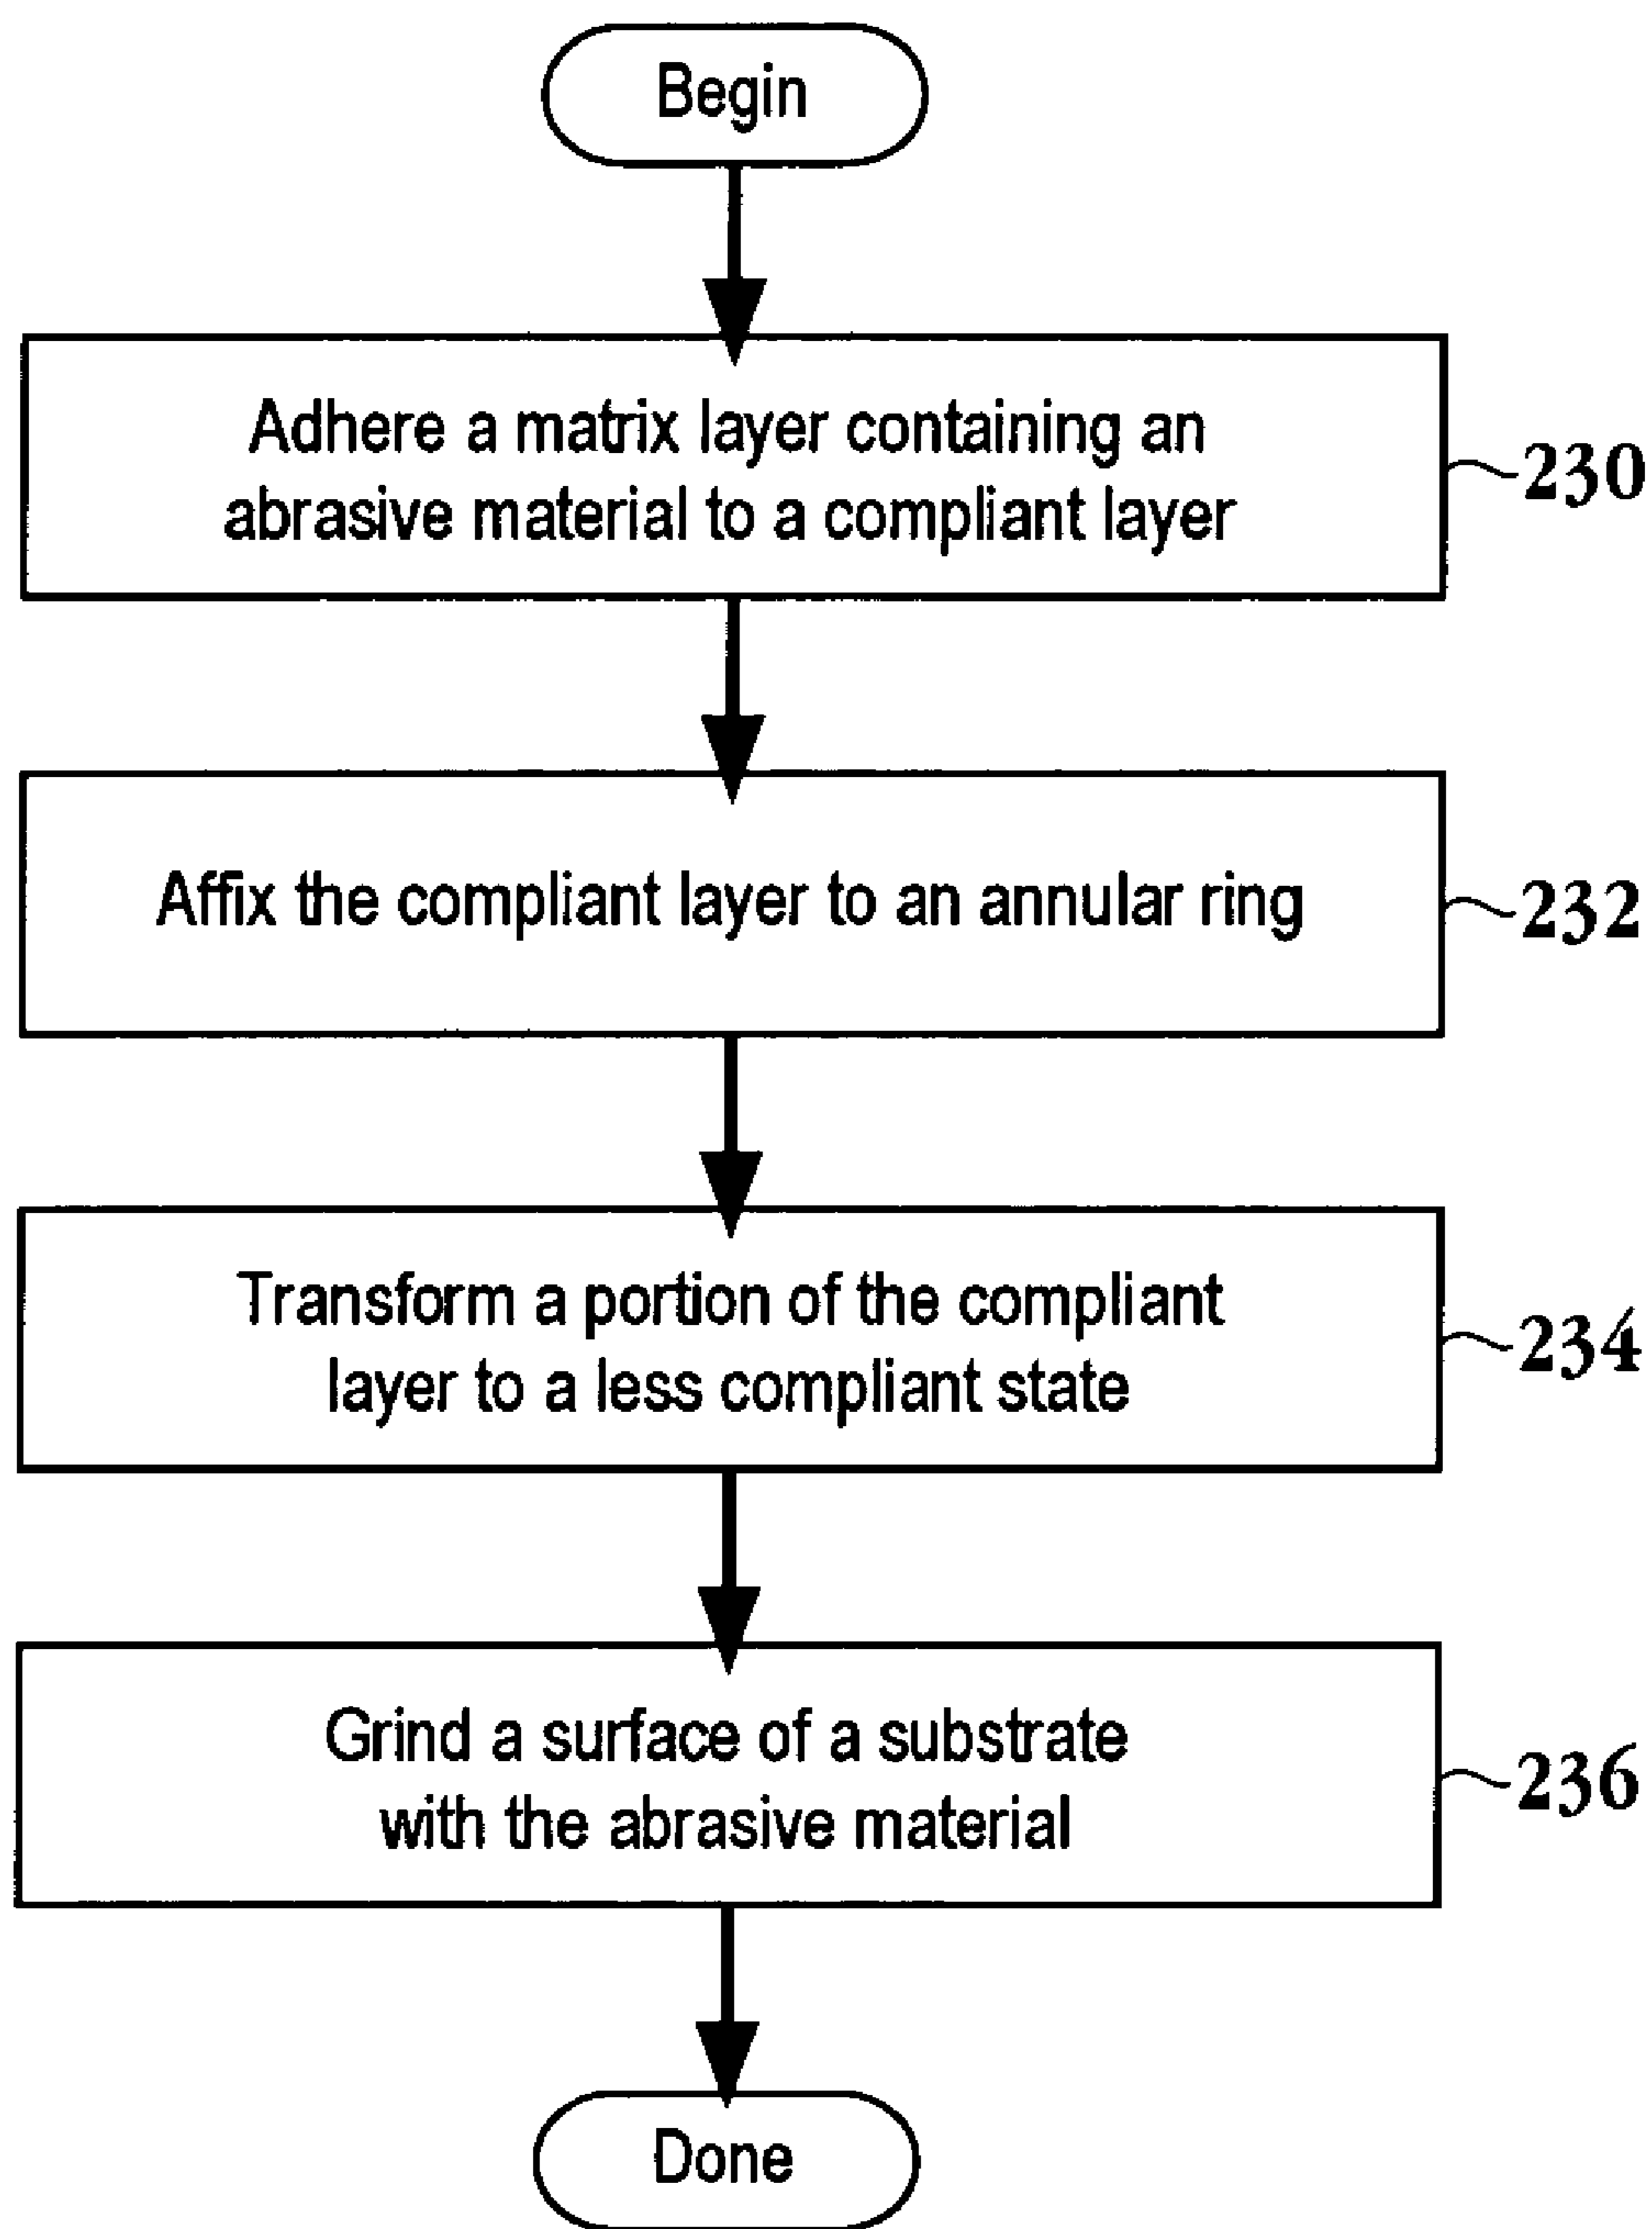 Begin
Adhere a matrix layer containing an
abrasive material to a compliant layer
230
Affix the compliant layer to an annular ring
232
Transform a portion of the compliant
layer to a less compliant state
234
Grind a surface of a substrate
with the abrasive material
236
Done